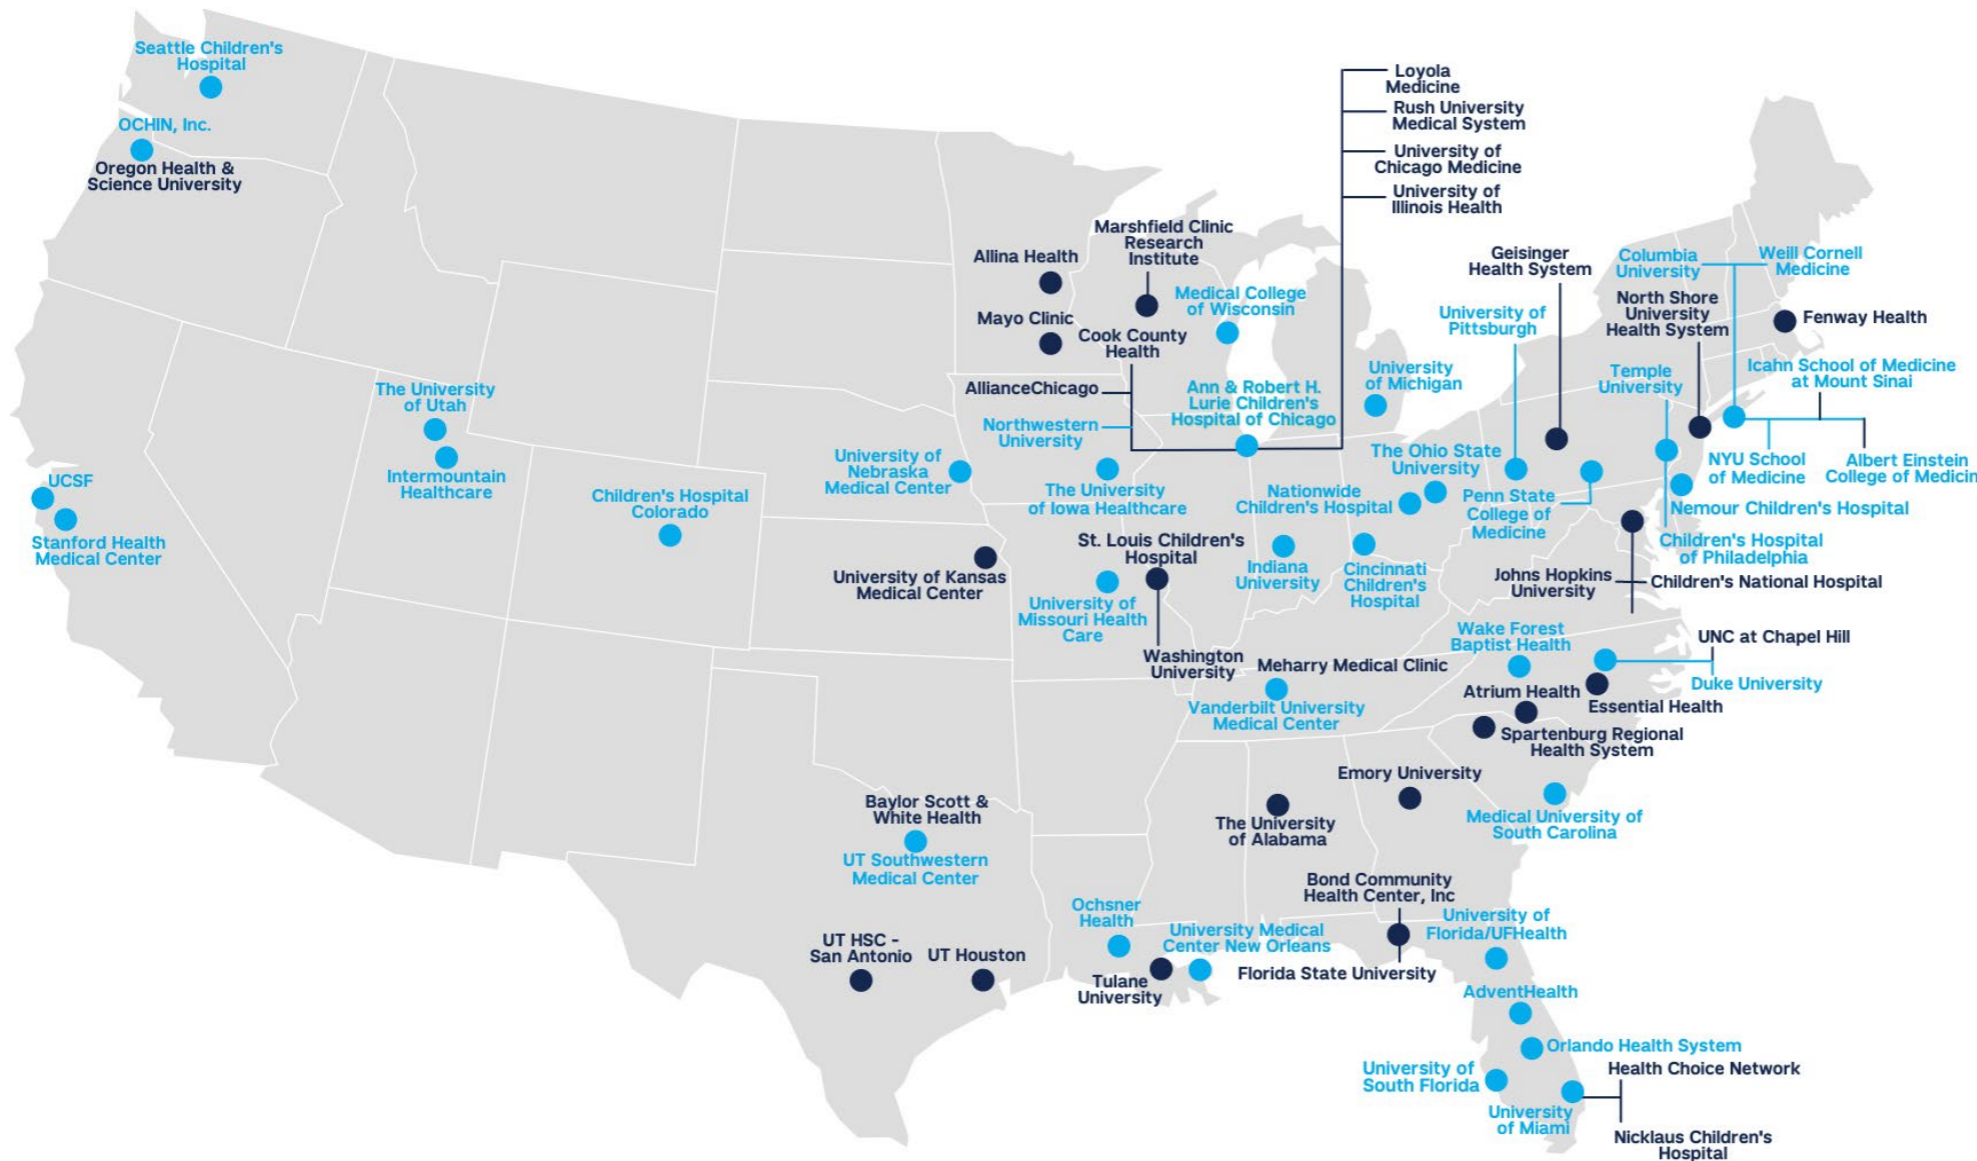 Seattle Children's
Hospital
OCHIN, Inc.
Oregon Health &
Science University
Loyola
Medicine
Rush University
Medical System
University of
Chicago Medicine
University of
Illinois Health
Allina Health
Marshfield Clinic
Research
Institute
Medical College
of Wisconsin
Mayo Clinic
Cook County
Health
AllianceChicago
Northwestern
University
Ann & Robert H.
Lurie Children's
Hospital of Chicago
University
of Michigan
Geisinger
Health System
University of
Pittsburgh
Columbia
University
Weill Cornell
Medicine
North Shore
University
Health System
Fenway Health
Temple
University
Icahn School of Medicine
at Mount Sinai
NYU School
of Medicine
Albert Einstein
College of Medicin
The University
of Utah
Intermountain
Healthcare
UCSF
Stanford Health
Medical Center
Children's Hospital
Colorado
University of
Nebraska
Medical Center
The University
of Iowa Healthcare
The Ohio State
University
Nationwide
Children's Hospital
Penn State
College of
Medicine
Nemour Children's Hospital
Children's Hospital
of Philadelphia
University of Kansas
Medical Center
St. Louis Children's
Hospital
University of
Missouri Health
Care
Washington
University
Indiana
University
Cincinnati
Children's
Hospital
Johns Hopkins
University
Children's National Hospital
Wake Forest
Baptist Health
UNC at Chapel Hill
Duke University
Meharry Medical Clinic
Vanderbilt University
Medical Center
Atrium Health
Essential Health
Spartenburg Regional
Health System
Emory University
The University
of Alabama
Medical University of
South Carolina
Baylor Scott &
White Health
UT Southwestern
Medical Center
UT HSC -
San Antonio
UT Houston
Ochsner
Health
University Medical
Center New Orleans
Tulane
University
Bond Community
Health Center, Inc
Florida State University
University of
Florida/UFHealth
AdventHealth
Orlando Health System
University of
South Florida
Health Choice Network
University
of Miami
Nicklaus Children's
Hospital